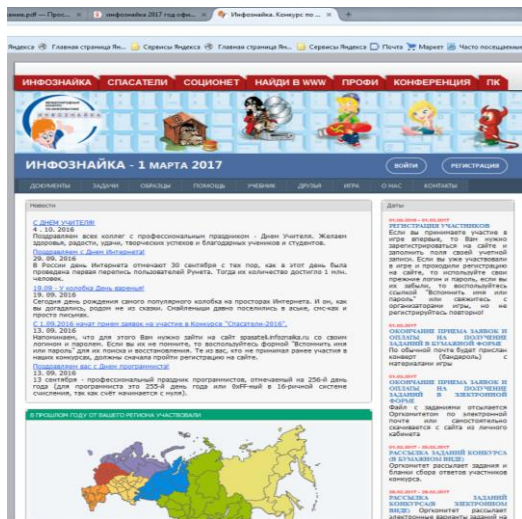 ение.pdf — Прос...
инфознайка 2017 год офи...
Инфознайка. Конкурс по ...
Яндекса
Главная страница Ян...
Сервисы Яндекса
Главная страница Ян...
Сервисы Яндекса
Почта
Маркет
Часто посещаемые
ИНФОЗНАЙКА СПАСАТЕЛИ СОЦИОНЕТ НАЙДИ В WWW ПРОФИ КОНФЕРЕНЦИЯ ПК
ИНФОЗНАЙКА - 1 МАРТА 2017
ВОЙТИ
РЕГИСТРАЦИЯ
ДОКУМЕНТЫ ЗАДАЧИ ОБРАЗЦЫ ПОМОЩЬ УЧЕБНИК ДРУЗЬЯ ИГРА О НАС КОНТАКТЫ
Новости
С ДНЕМ УЧИТЕЛЯ!
4 . 10. 2016
Поздравляем всех коллег с профессиональным праздником - Днем Учителя. Желаем
здоровья, радости, удачи, творческих успехов и благодарных учеников и студентов.
Поздравляем с Днем Интернета!
29. 09. 2016
В России день Интернета отмечают 30 сентября с тех пор, как в этот день была
проведена первая перепись пользователей Рунета. Тогда их количество достигло 1 млн.
человек.
19.09 - У колобка День варенья!
19. 09. 2016
Сегодня день рождения самого популярного колобка на просторах Интернета. И он, как
вы догадались, родом не из сказки. Смайленыши давно поселились в аське, смс-ках и
просто письмах.
С 1.09.2016 начат прием заявок на участие в Конкурсе "Спасатели-2016".
13. 09. 2016
Напоминаем, что для этого Вам нужно зайти на сайт spasateli.infoznaika.ru со своим
логином и паролем. Если вы их не помните, то воспользуйтесь формой "Вспомнить имя
или пароль" для их поиска и восстановления. Те из вас, кто не принимал ранее участия в
наших конкурсах, должны сначала пройти регистрацию на сайте.
Поздравляем вас с Днем программиста!
13. 09. 2016
13 сентября - профессиональный праздник программистов, отмечаемый на 256-й день
года (для программиста это 255-й день года или 0xFF-ный в 16-ричной системе
счисления, так как счёт начинается с нуля).
В ПРОШЛОМ ГОДУ ОТ ВАШЕГО РЕГИОНА УЧАСТВОВАЛИ
Даты
РЕГИСТРАЦИЯ УЧАСТНИКОВ
Если вы принимаете участие в
игре впервые, то Вам нужно
зарегистрироваться на сайте и
заполнить поля своей учетной
записи. Если вы уже участвовали
в игре и проходили регистрацию
на сайте, то используйте свои
прежние логин и пароль, если вы
их забыли, то воспользуйтесь
ссылкой "Вспомнить имя или
пароль" или свяжитесь с
организаторами игры, но не
регистрируйтесь повторно!
ОКОНЧАНИЕ ПРИЕМА ЗАЯВОК И
ОПЛАТЫ НА ПОЛУЧЕНИЕ
ЗАДАНИЙ В БУМАЖНОЙ ФОРМЕ
По обычной почте будет прислан
конверт (бандероль) с
материалами игры
ОКОНЧАНИЕ ПРИЕМА ЗАЯВОК И
ОПЛАТЫ НА ПОЛУЧЕНИЕ
ЗАДАНИЙ В ЭЛЕКТРОННОЙ
ФОРМЕ
Файл с заданиями отсылается
Оргкомитетом по электронной
почте или самостоятельно
скачивается с сайта из личного
кабинета
РАССЫЛКА ЗАДАНИЙ КОНКУРСА
(В БУМАЖНОМ ВИДЕ)
Оргкомитет рассылает задания и
бланки сбора ответов участников
конкурса.
РАССЫЛКА ЗАДАНИЙ
КОНКУРСА(В ЭЛЕКТРОННОМ
ВИДЕ) Оргкомитет рассылает
электронные варианты заданий на